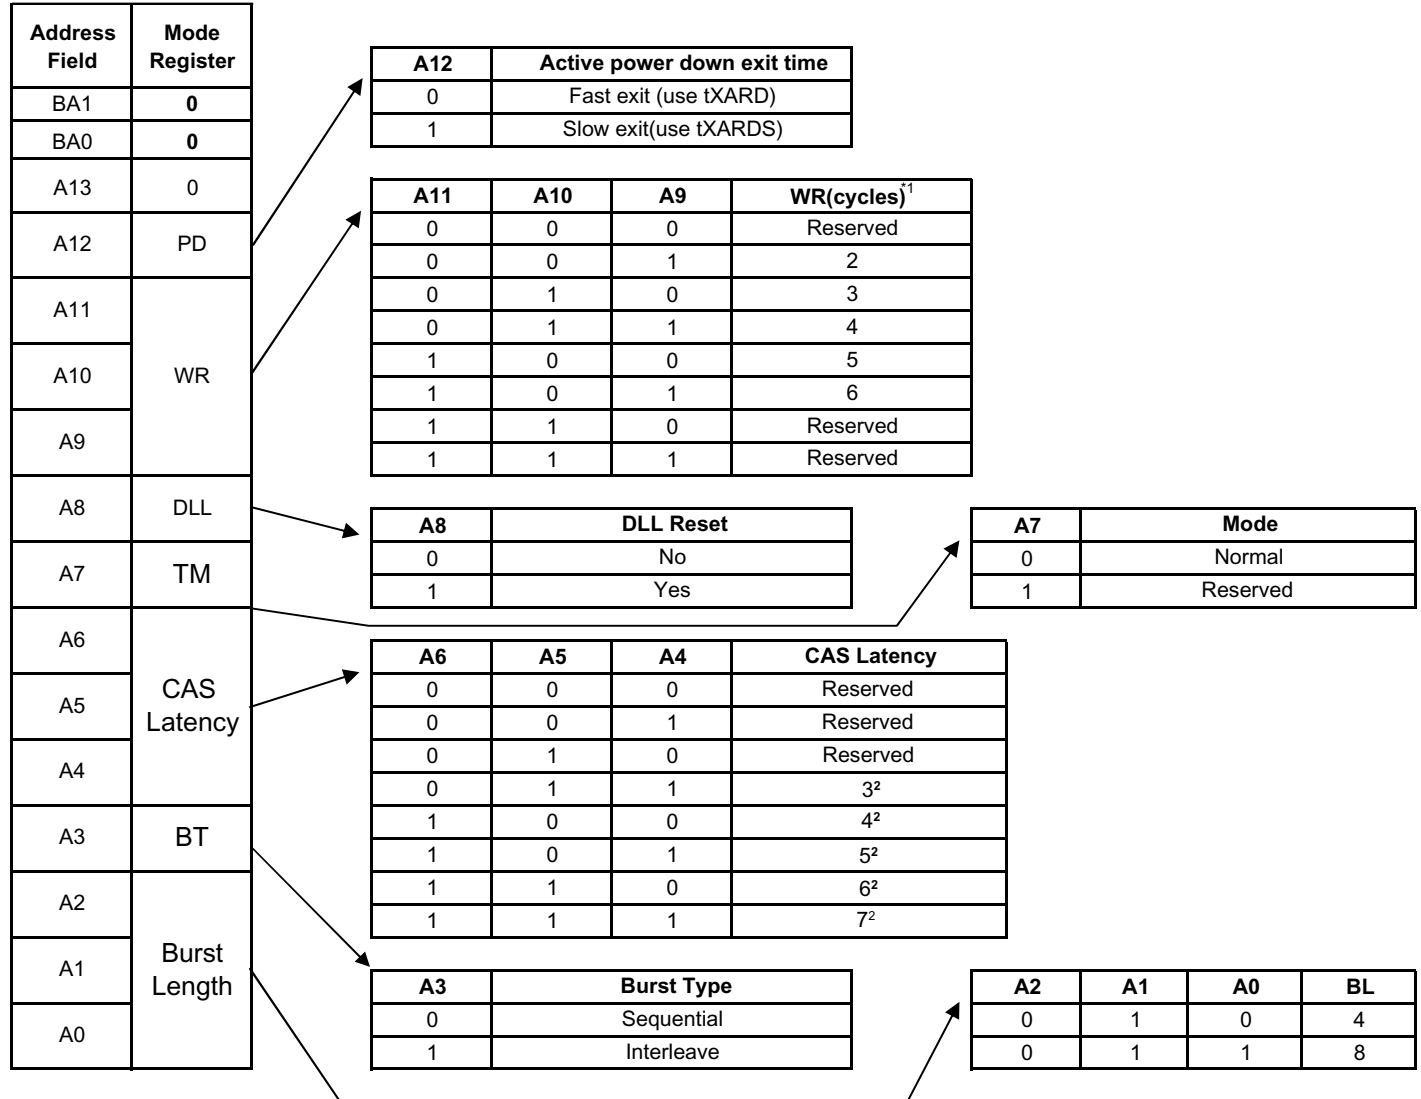 Address Field Mode Register
BA1 0
BA0 0
A13 0
A12 PD
A11
A10 WR
A9
A8 DLL
A7 TM
A6
A5 CAS Latency
A4
A3 BT
A2
A1 Burst Length
A0
A12 Active power down exit time
0 Fast exit (use tXARD)
1 Slow exit(use tXARDS)
A11 A10 A9 WR(cycles)*1
0 0 0 Reserved
0 0 1 2
0 1 0 3
0 1 1 4
1 0 0 5
1 0 1 6
1 1 0 Reserved
1 1 1 Reserved
A8 DLL Reset
0 No
1 Yes
A7 Mode
0 Normal
1 Reserved
A6 A5 A4 CAS Latency
0 0 0 Reserved
0 0 1 Reserved
0 1 0 Reserved
0 1 1 3²
1 0 0 4²
1 0 1 5²
1 1 0 6²
1 1 1 7²
A3 Burst Type
0 Sequential
1 Interleave
A2 A1 A0 BL
0 1 0 4
0 1 1 8